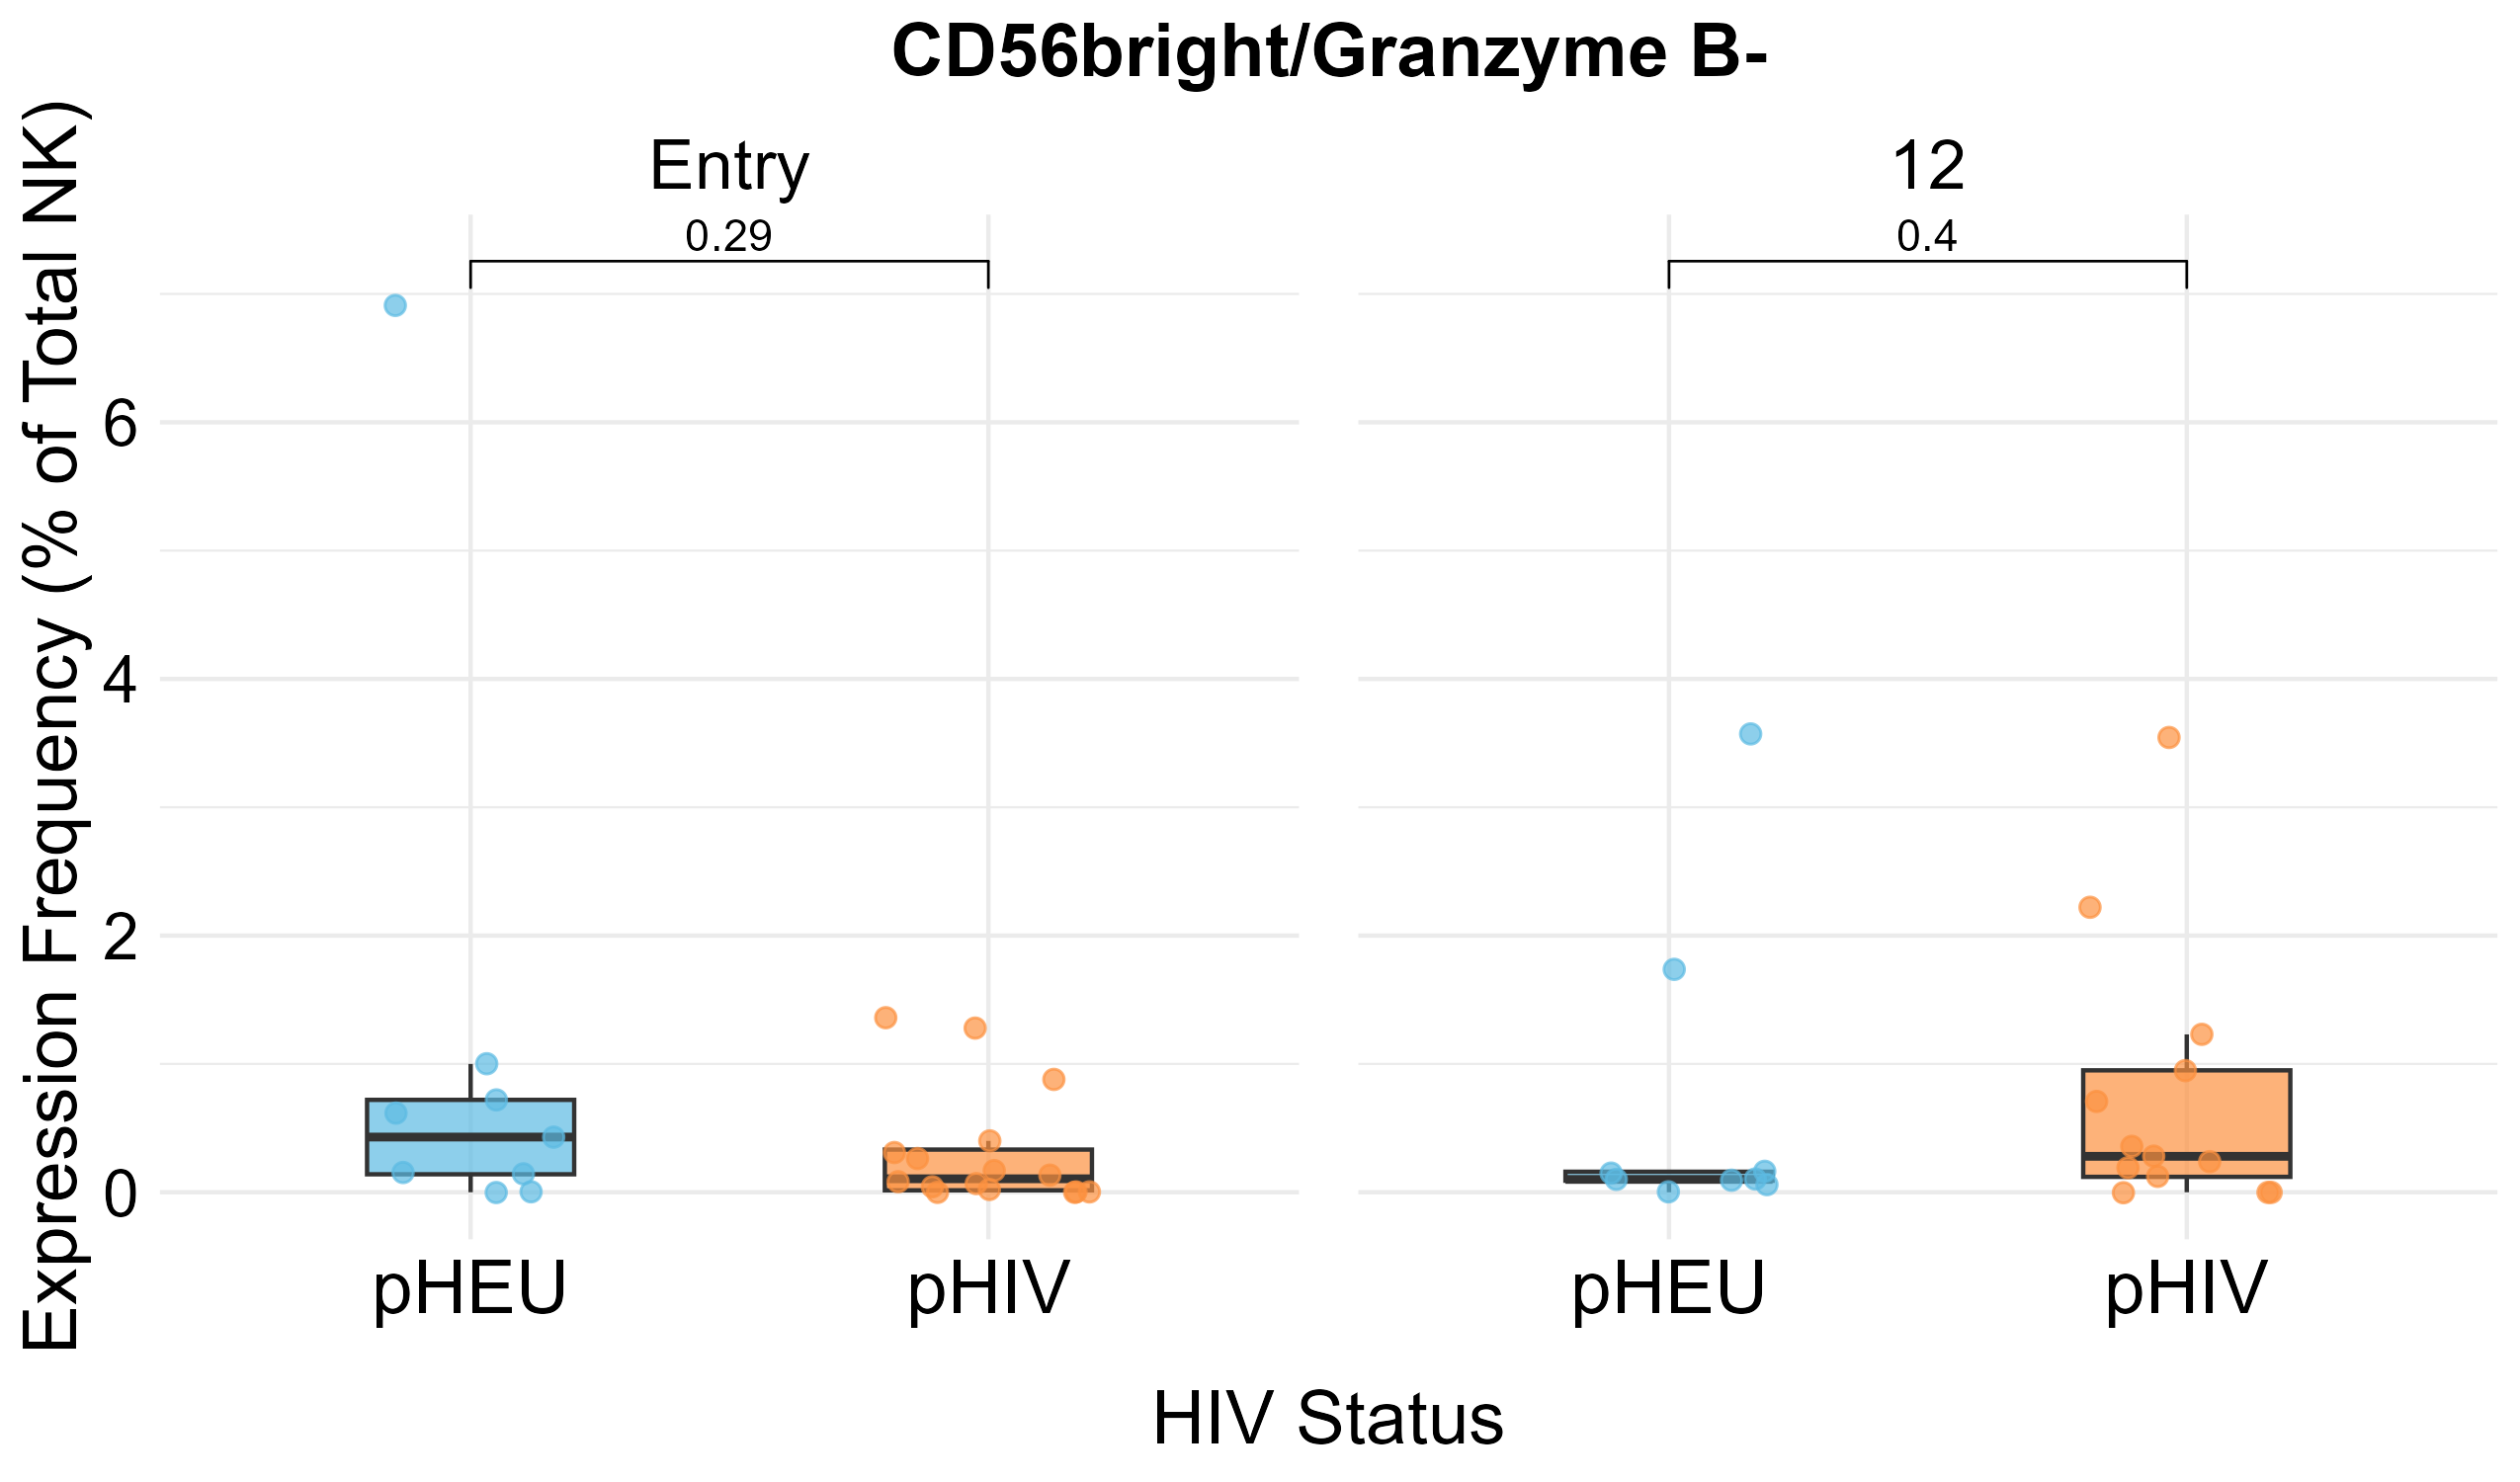 CD56bright/Granzyme B-
Entry
12
0.29
0.4
Expression Frequency (% of Total NK)
6
4
2
0
pHEU
pHIV
pHEU
pHIV
HIV Status